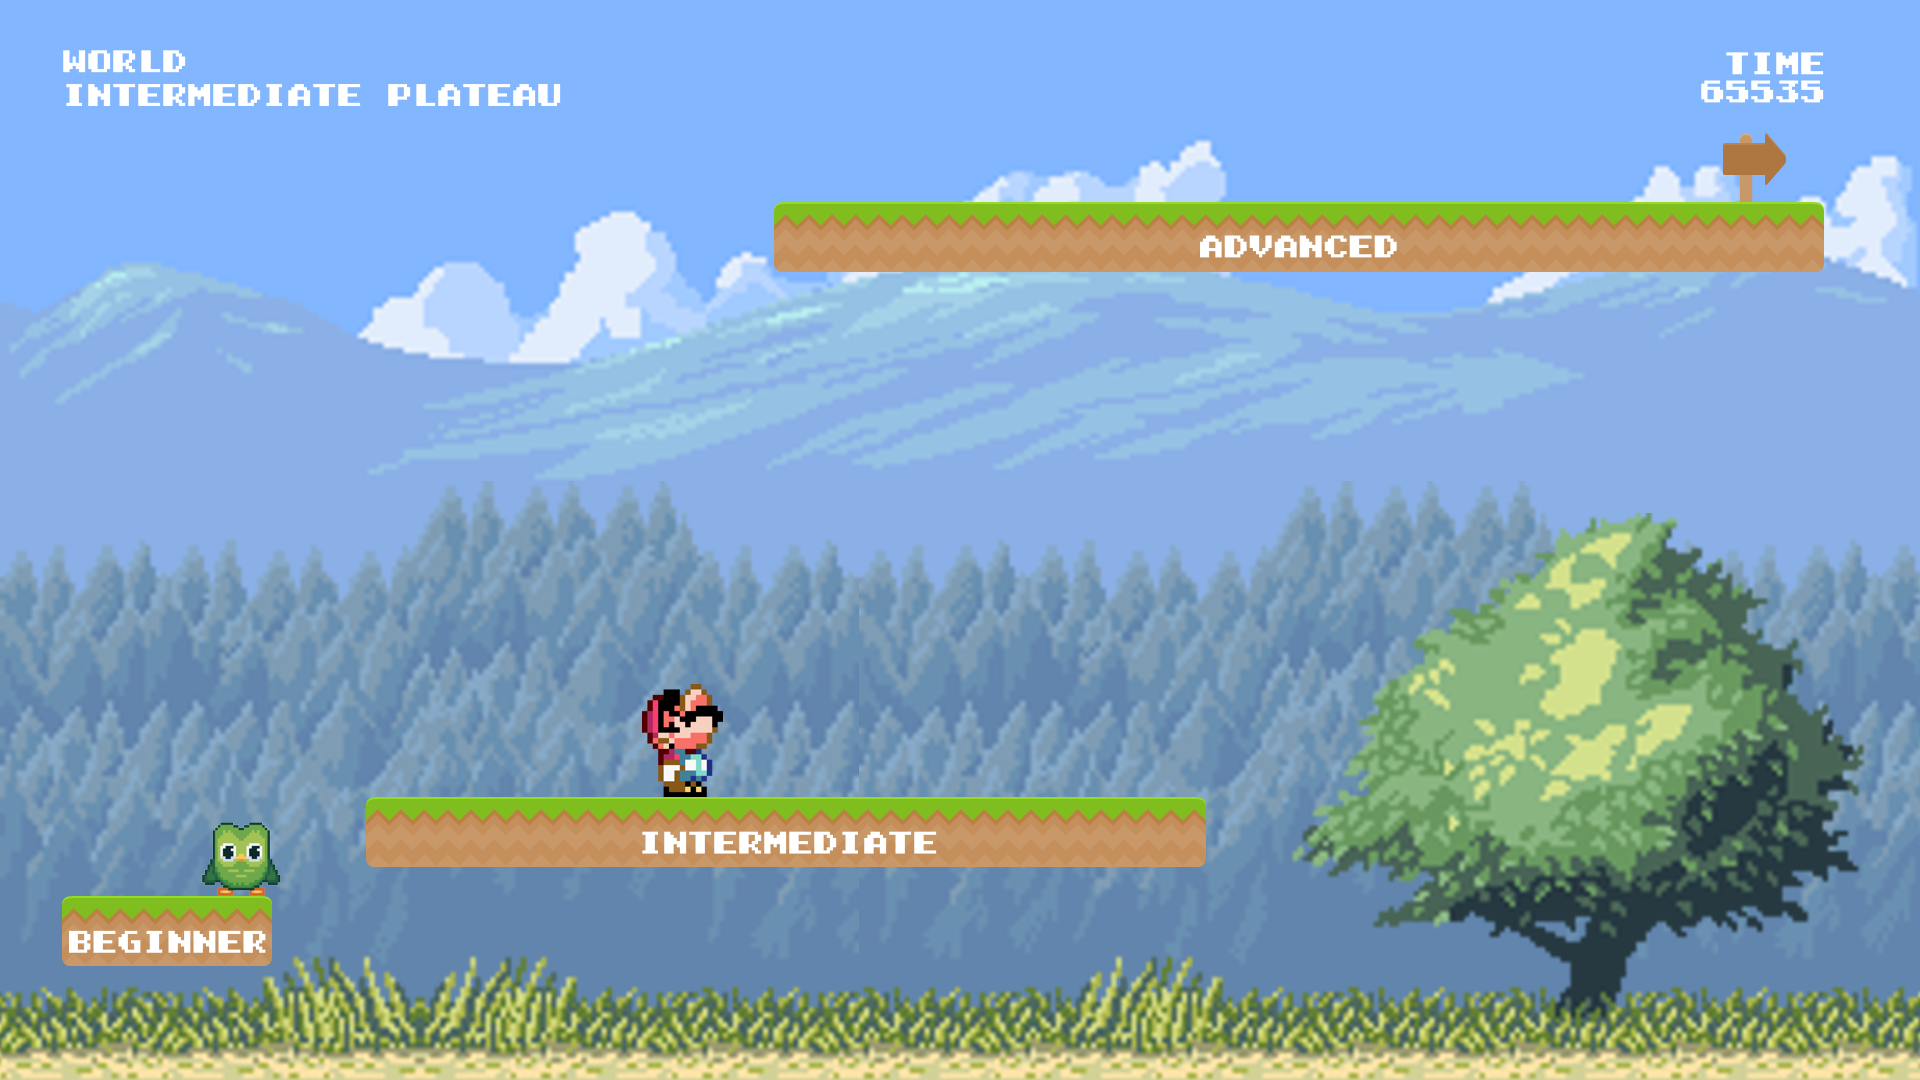 WORLD
INTERMEDIATE PLATEAU
TIME
65535
ADVANCED
INTERMEDIATE
BEGINNER